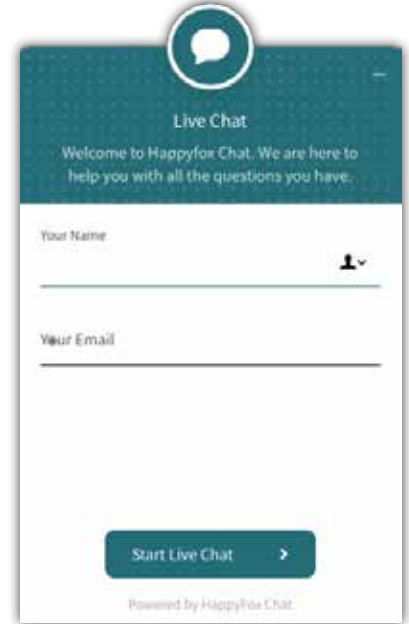 Live Chat
Welcome to Happyfox Chat. We are here to
help you with all the questions you have.
Your Name
Your Email
Start Live Chat
Powered by HappyFox Chat